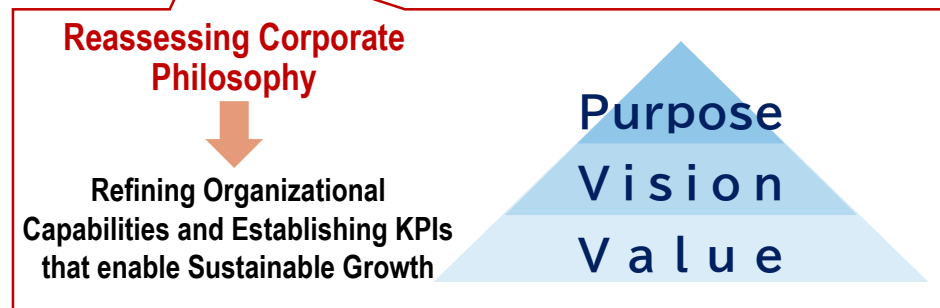 Reassessing Corporate
Philosophy
Refining Organizational
Capabilities and Establishing KPIs
that enable Sustainable Growth
Purpose
Vision
Value